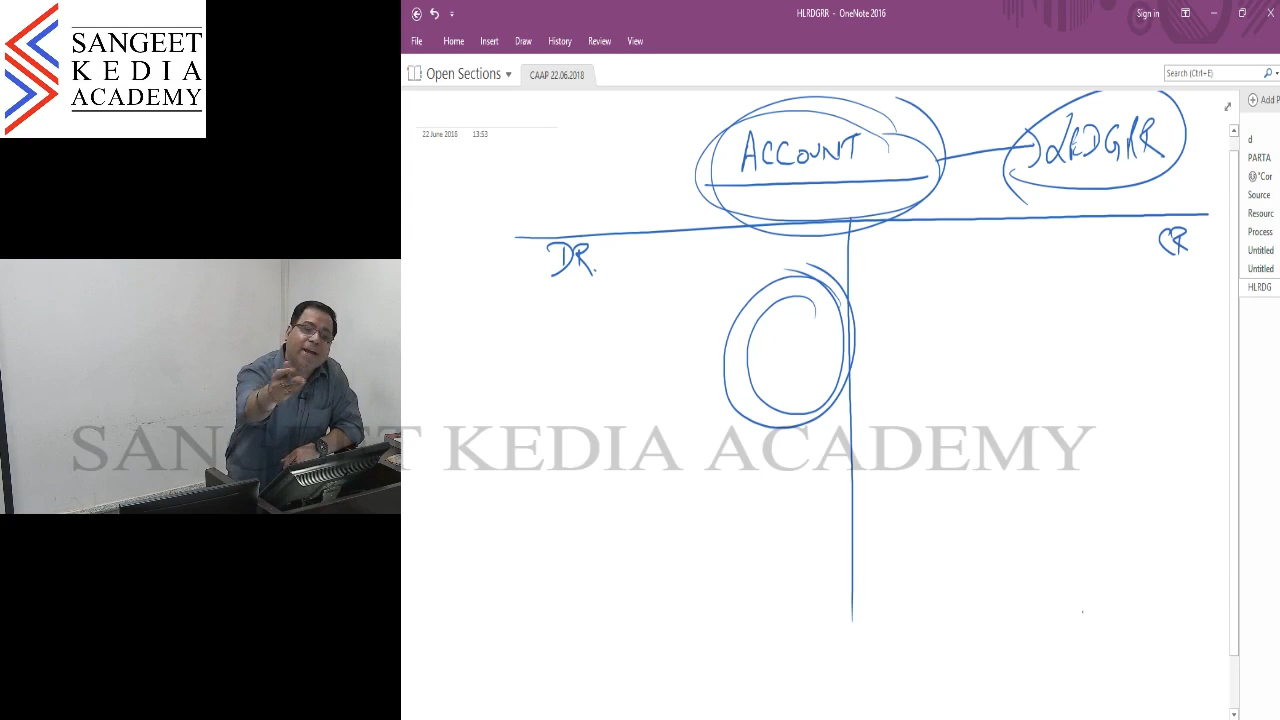 SANGEET
KEDIA
ACADEMY
HLRDGRR - OneNote 2016
Sign in
File Home Insert Draw History Review View
Open Sections
CAAP 22.06.2018
Search (Ctrl+E)
Add P
22 June 2018 13:53
ACCOUNT
DR.
CR
d
PARTA
"Cor
Source
Resourc
Process
Untitled
Untitled
HLRDG
SANGEET KEDIA ACADEMY